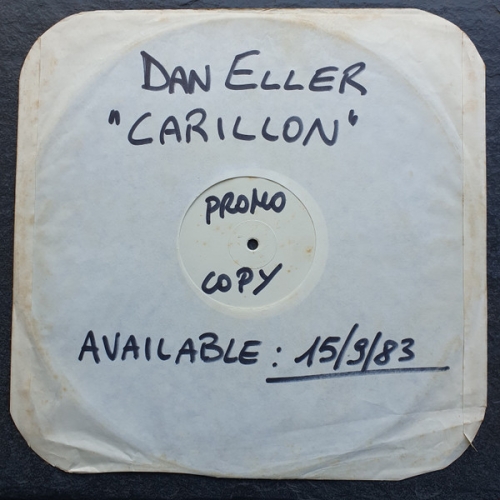 DAN ELLER
"CARILLON"
PROMO
COPY
AVAILABLE: 15/9/83